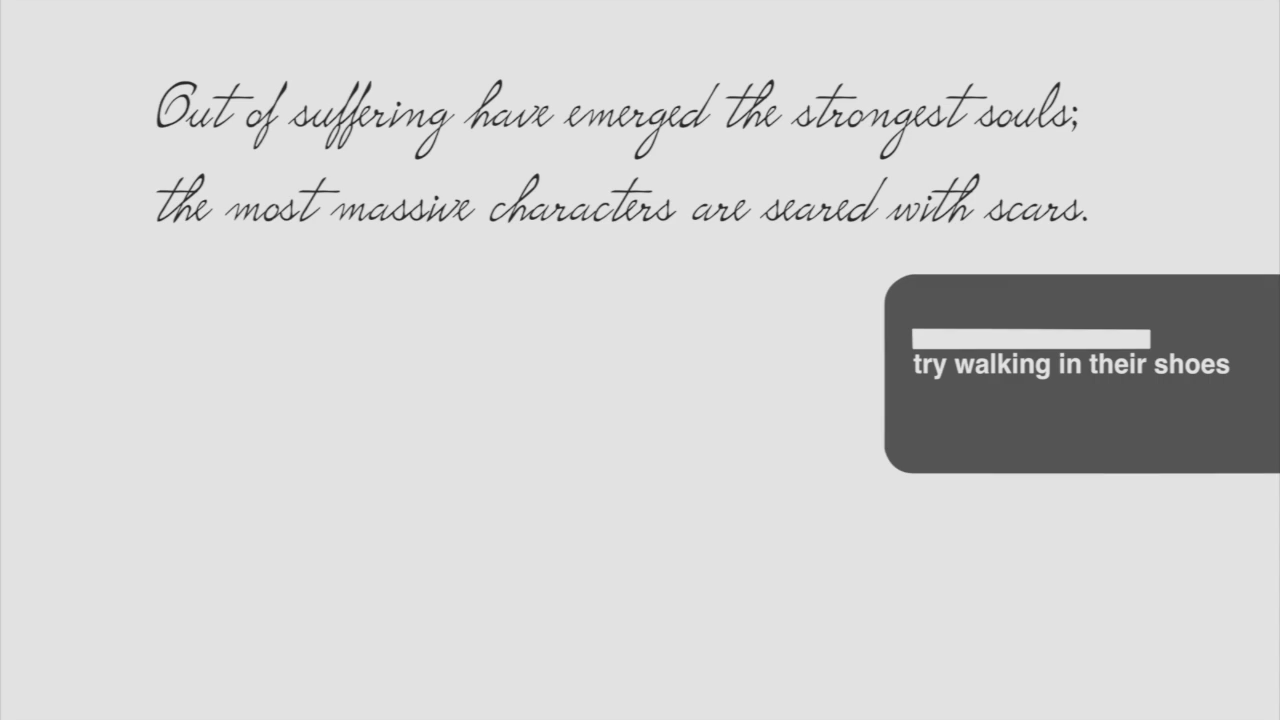 Out of suffering have emerged the strongest souls;
the most massive characters are seared with scars.
try walking in their shoes